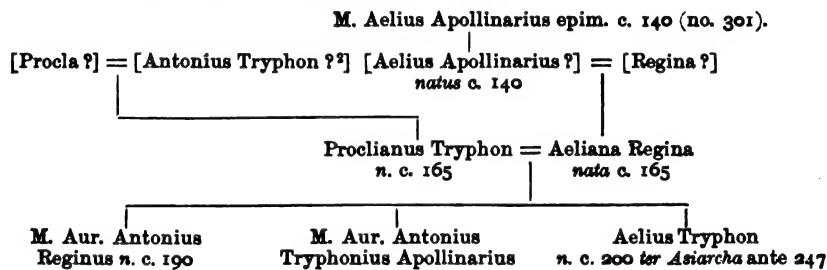 M. Aelius Apollinarius epim. c. 140 (no. 301).
[Procla ?] = [Antonius Tryphon ?²] [Aelius Apollinarius ?] = [Regina ?]
natus c. 140
Proclianus Tryphon = Aeliana Regina
n. c. 165 nata c. 165
M. Aur. Antonius M. Aur. Antonius Aelius Tryphon
Reginus n. c. 190 Tryphonius Apollinarius n. c. 200 ter Asiarcha ante 247